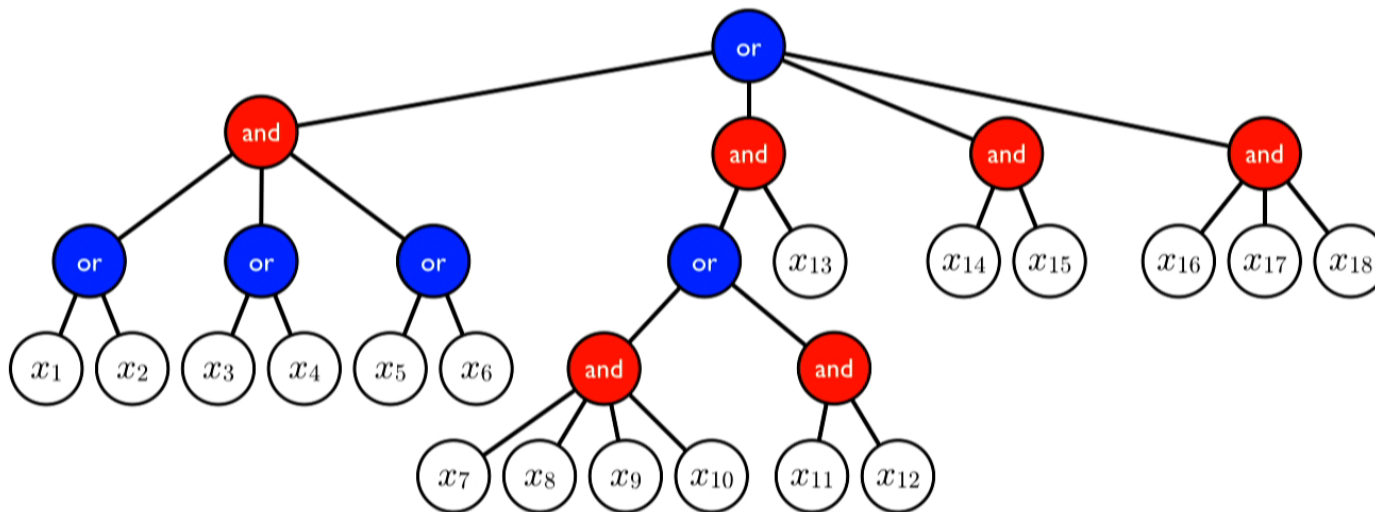 or
and and and and
or or or or x₁₃ x₁₄ x₁₅ x₁₆ x₁₇ x₁₈
x₁ x₂ x₃ x₄ x₅ x₆ and and
x₇ x₈ x₉ x₁₀ x₁₁ x₁₂